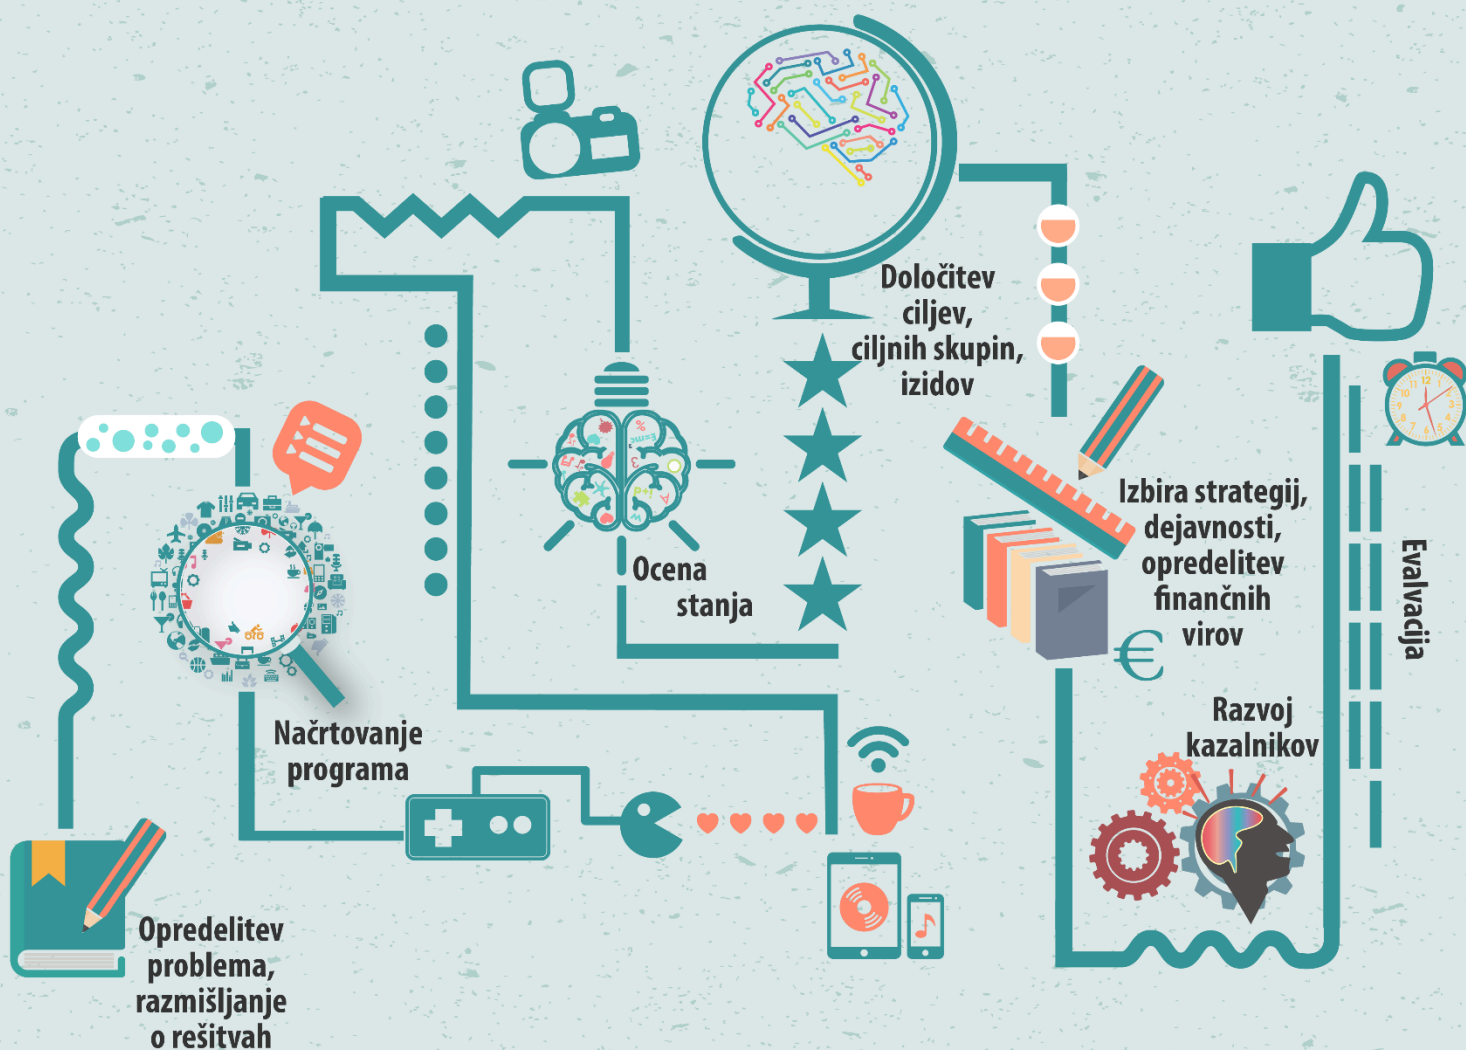 Opredelitev
problema,
razmišljanje
o rešitvah
Načrtovanje
programa
Ocena
stanja
Določitev
ciljev,
ciljnih skupin,
izidov
Izbira strategij,
dejavnosti,
opredelitev
finančnih
virov
€
Razvoj
kazalnikov
Evalvacija